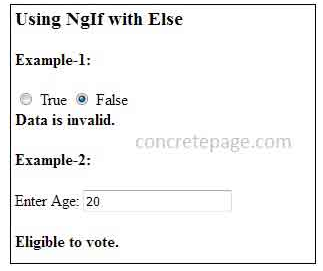 Using NgIf with Else
Example-1:
True False
Data is invalid.
concretepage.com
Example-2:
Enter Age: 20
Eligible to vote.